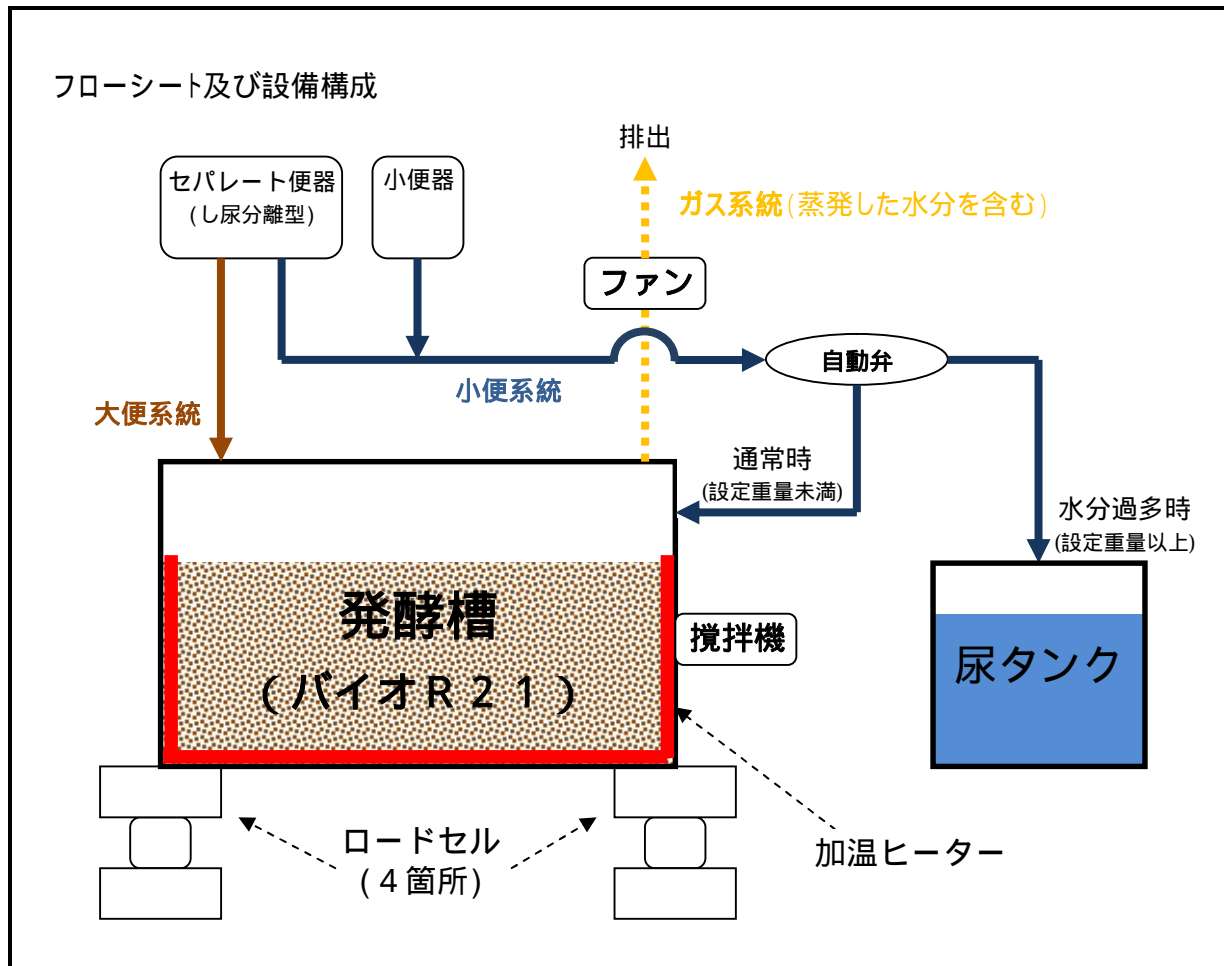 フローシート及び設備構成
排出
セパレート便器
(し尿分離型)
小便器
ガス系統(蒸発した水分を含む)
ファン
自動弁
小便系統
大便系統
通常時
(設定重量未満)
水分過多時
(設定重量以上)
発酵槽
(バイオR21)
撹拌機
尿タンク
ロードセル
(4箇所)
加温ヒーター